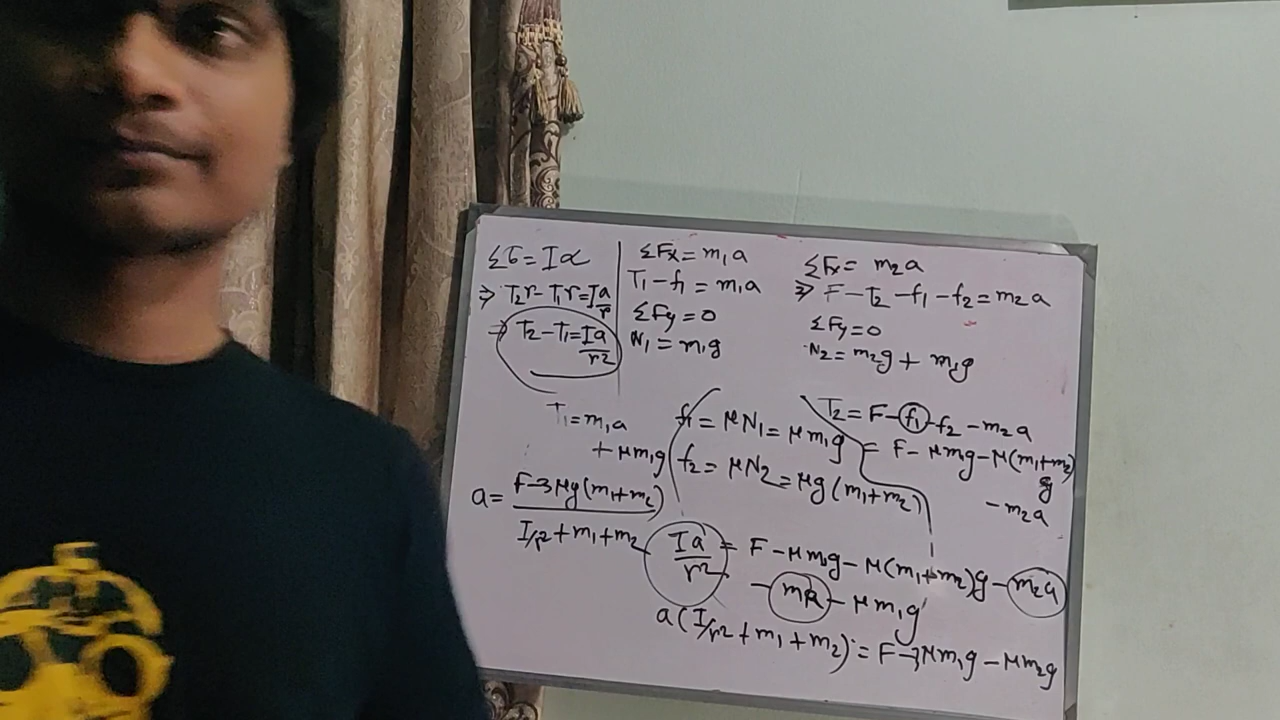 Στ = Iα
⇒ T₂r - T₁r = I a/r
⇒ T₂ - T₁ = Ia/r²
ΣFx = m₁a
T₁ - f₁ = m₁a
ΣFy = 0
N₁ = m₁g
ΣFx = m₂a
⇒ F - T₂ - f₁ - f₂ = m₂a
ΣFy = 0
N₂ = m₂g + m₁g
T₁ = m₁a
+ μm₁g
f₁ = μN₁ = μm₁g
f₂ = μN₂ = μg(m₁+m₂)
T₂ = F - f₁ - f₂ - m₂a
= F - μm₁g - μ(m₁+m₂)
g
- m₂a
a = F-3μg(m₁+m₂)/I/r²+m₁+m₂
Ia/r² = F - μm₁g - μ(m₁+m₂)g - m₂a
- m₁a - μm₁g
a(I/r² + m₁ + m₂) = F-3μm₁g - μm₂g